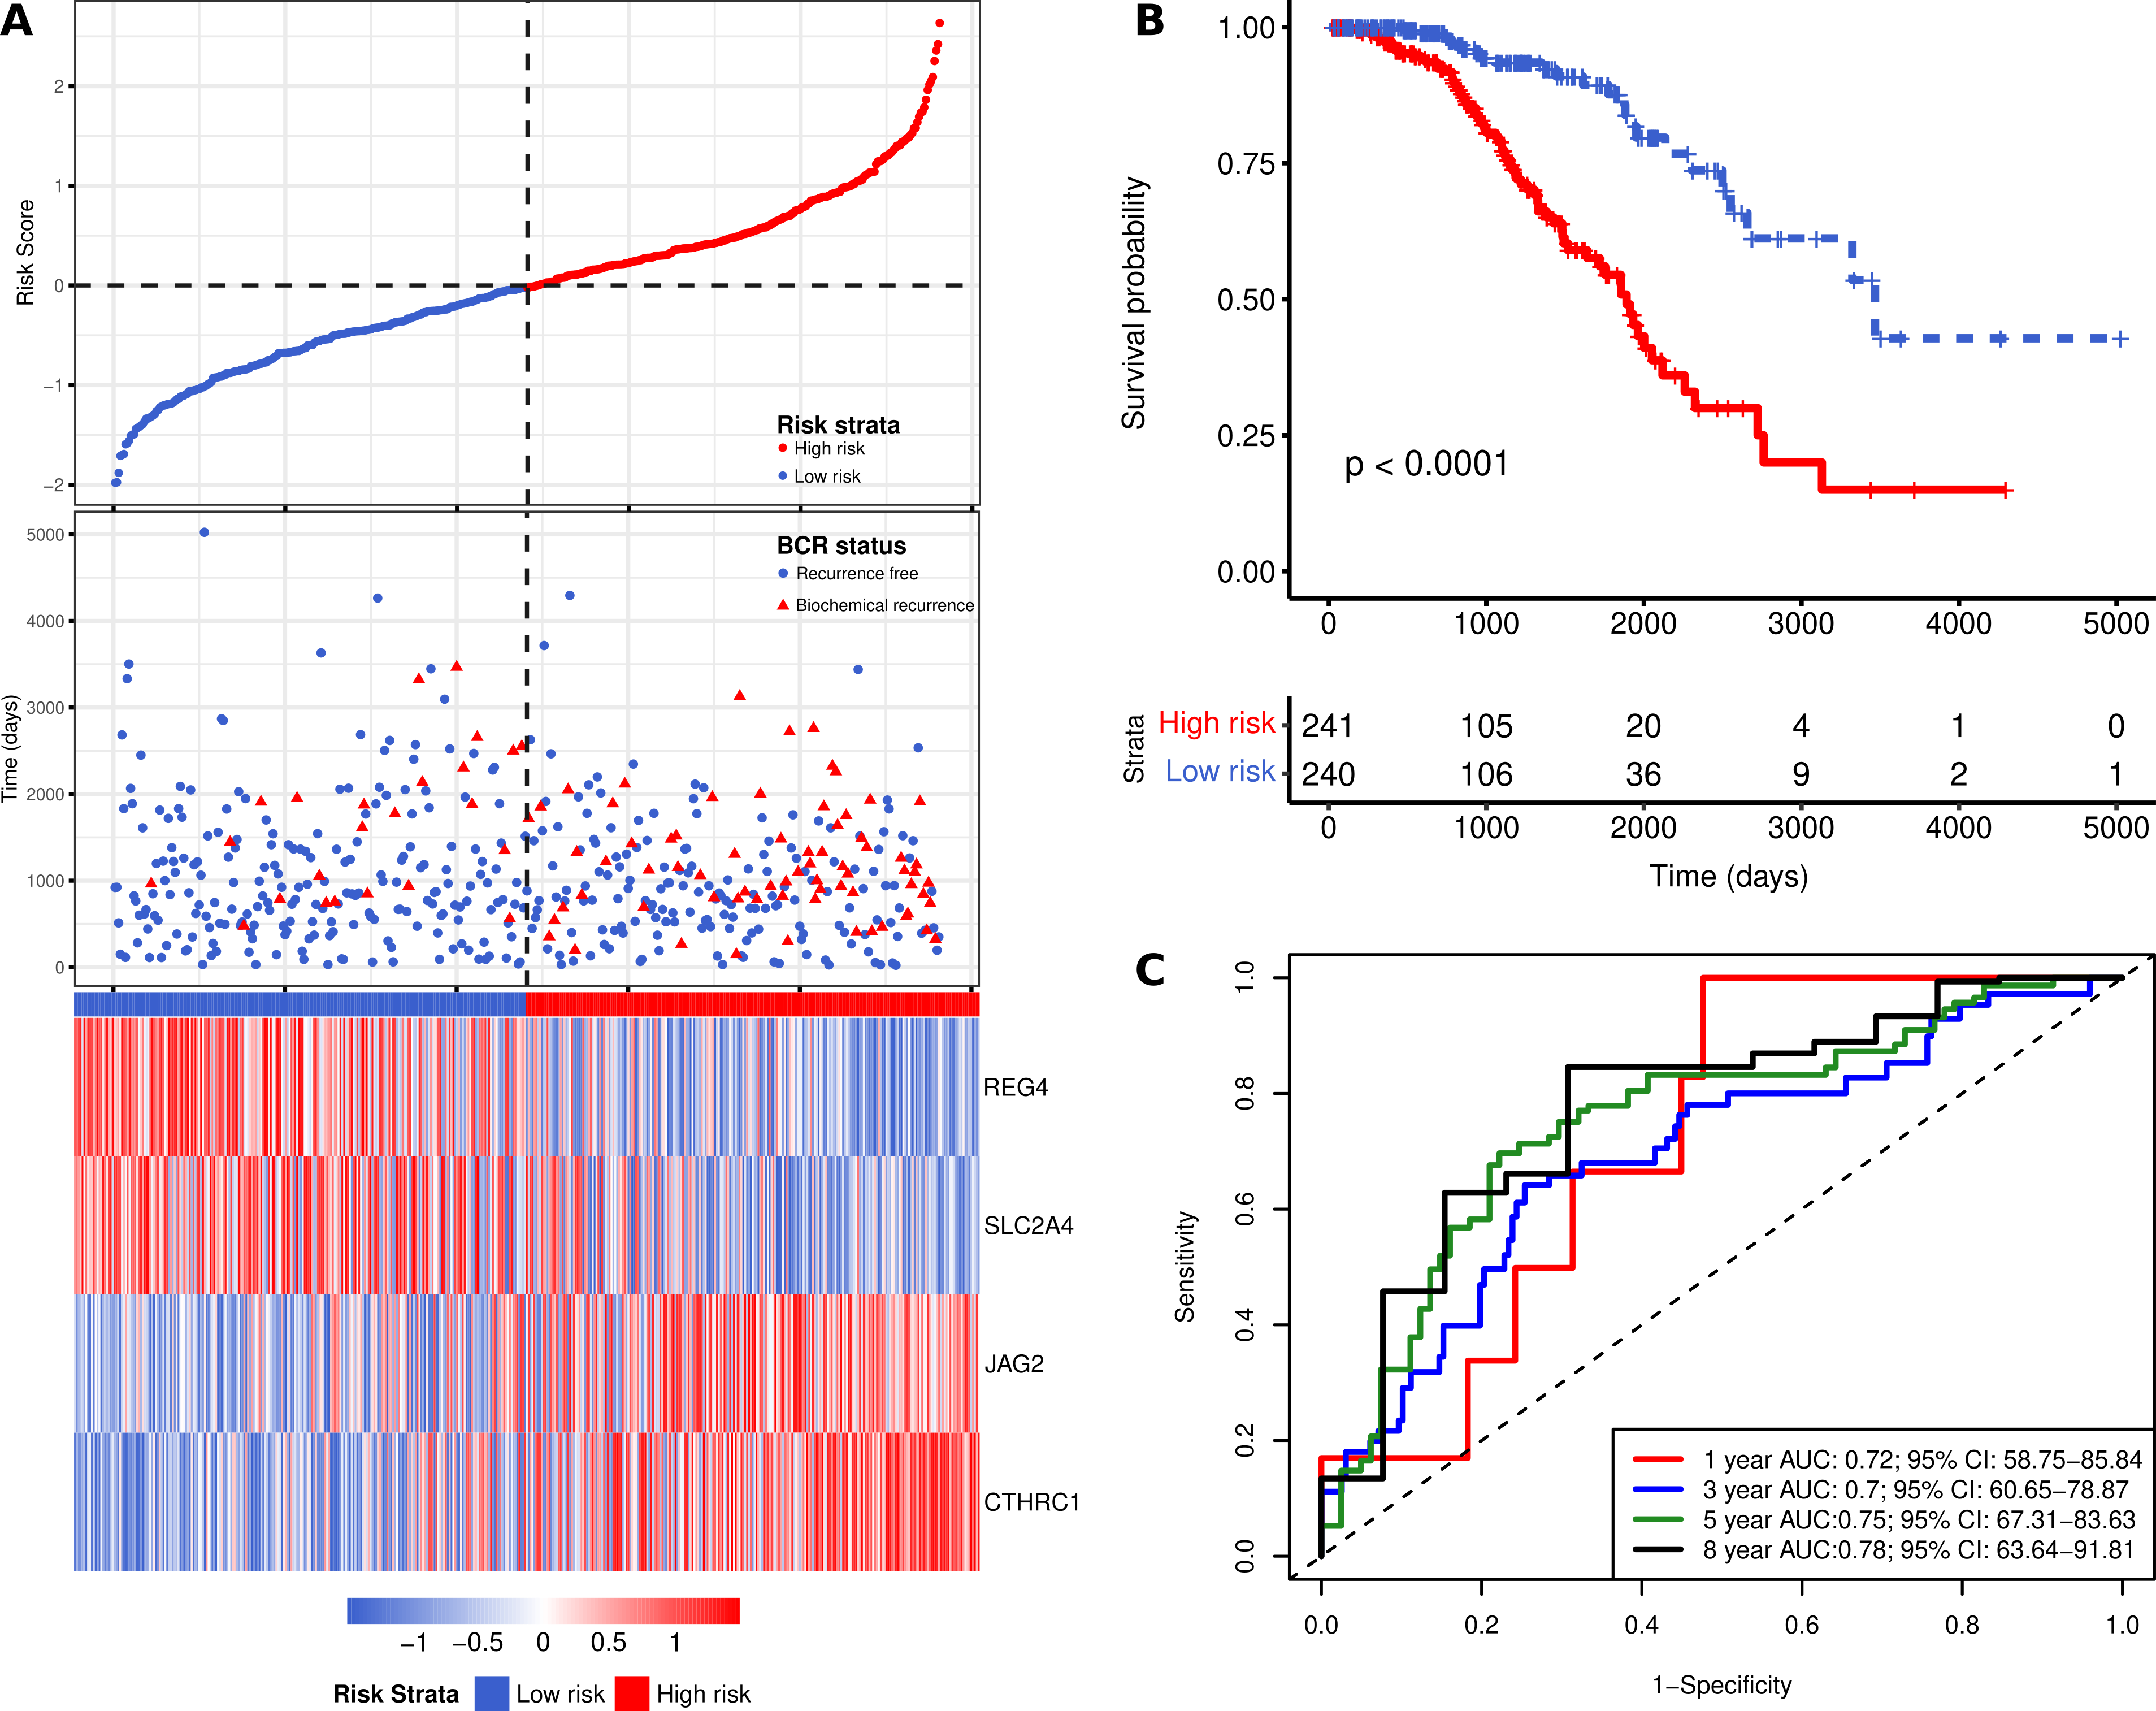 A
Risk Score
2
1
0
−1
−2
Risk strata
High risk
Low risk
Time (days)
5000
4000
3000
2000
1000
0
BCR status
Recurrence free
Biochemical recurrence
REG4
SLC2A4
JAG2
CTHRC1
−1 −0.5 0 0.5 1
Risk Strata Low risk High risk
B
Survival probability
1.00
0.75
0.50
0.25
0.00
p < 0.0001
0 1000 2000 3000 4000 5000
Strata
High risk 241 105 20 4 1 0
Low risk 240 106 36 9 2 1
0 1000 2000 3000 4000 5000
Time (days)
C
Sensitivity
1.0
0.8
0.6
0.4
0.2
0.0
1 year AUC: 0.72; 95% CI: 58.75−85.84
3 year AUC: 0.7; 95% CI: 60.65−78.87
5 year AUC:0.75; 95% CI: 67.31−83.63
8 year AUC:0.78; 95% CI: 63.64−91.81
0.0 0.2 0.4 0.6 0.8 1.0
1−Specificity